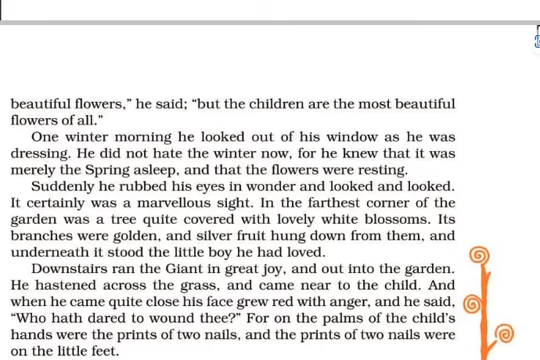 beautiful flowers,” he said; “but the children are the most beautiful
flowers of all.”
One winter morning he looked out of his window as he was
dressing. He did not hate the winter now, for he knew that it was
merely the Spring asleep, and that the flowers were resting.
Suddenly he rubbed his eyes in wonder and looked and looked.
It certainly was a marvellous sight. In the farthest corner of the
garden was a tree quite covered with lovely white blossoms. Its
branches were golden, and silver fruit hung down from them, and
underneath it stood the little boy he had loved.
Downstairs ran the Giant in great joy, and out into the garden.
He hastened across the grass, and came near to the child. And
when he came quite close his face grew red with anger, and he said,
“Who hath dared to wound thee?” For on the palms of the child’s
hands were the prints of two nails, and the prints of two nails were
on the little feet.